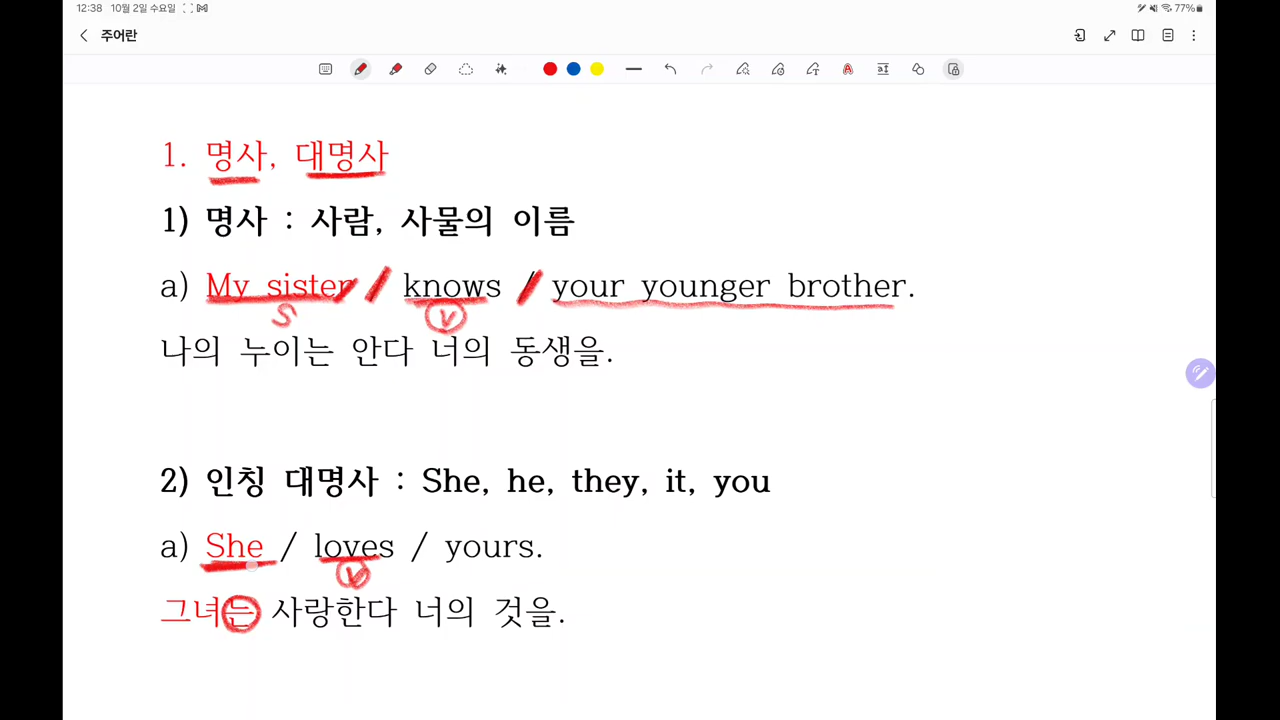 12:38 10월 2일 수요일 77%
주어란
1. 명사, 대명사
1) 명사 : 사람, 사물의 이름
a) My sister / knows / your younger brother.
S V
나의 누이는 안다 너의 동생을.
2) 인칭 대명사 : She, he, they, it, you
a) She / loves / yours.
V
그녀는 사랑한다 너의 것을.